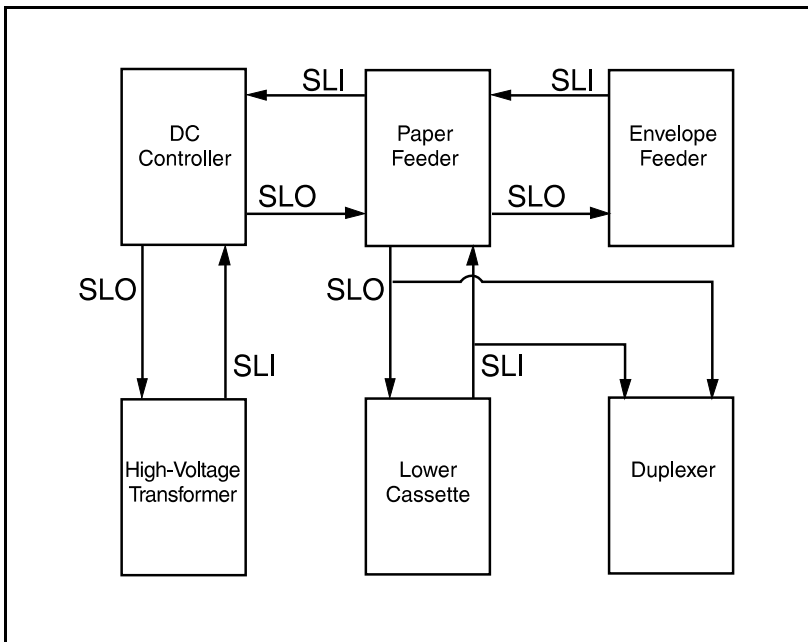 SLI
SLI
DC
Controller
Paper
Feeder
Envelope
Feeder
SLO
SLO
SLO
SLO
SLI
SLI
High-Voltage
Transformer
Lower
Cassette
Duplexer